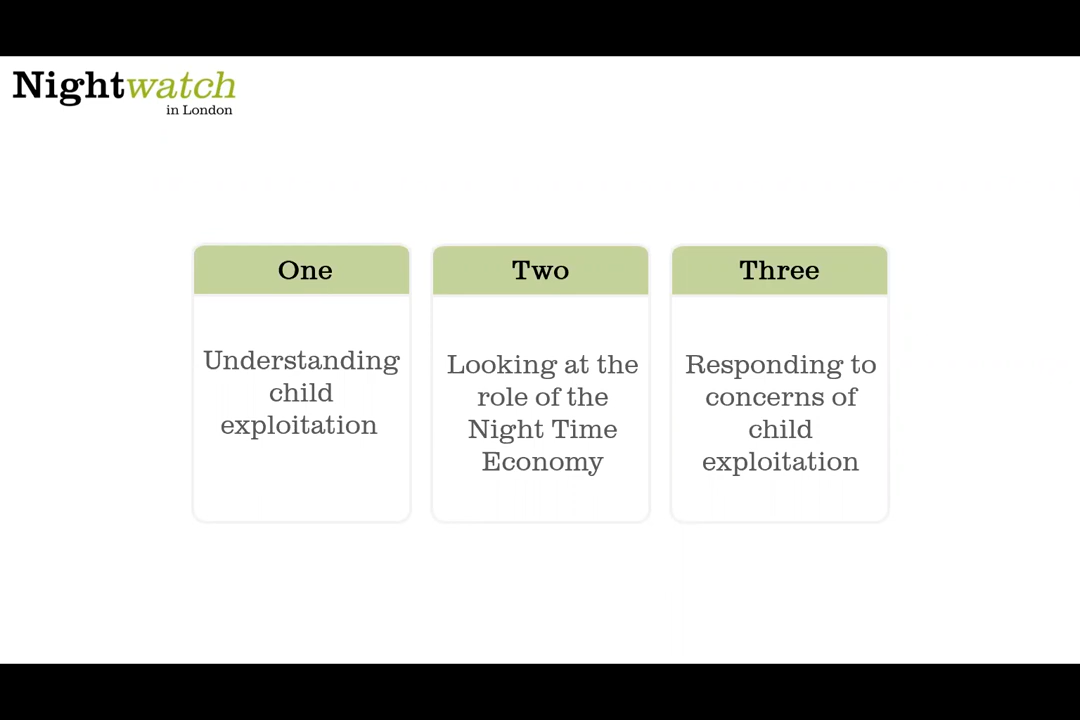 Nightwatch
in London
One
Understanding
child
exploitation
Two
Looking at the
role of the
Night Time
Economy
Three
Responding to
concerns of
child
exploitation